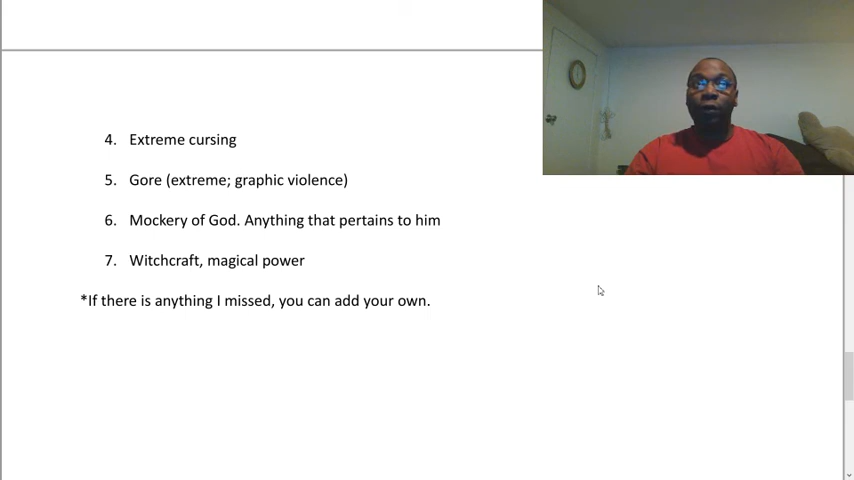 4. Extreme cursing
5. Gore (extreme; graphic violence)
6. Mockery of God. Anything that pertains to him
7. Witchcraft, magical power
*If there is anything I missed, you can add your own.